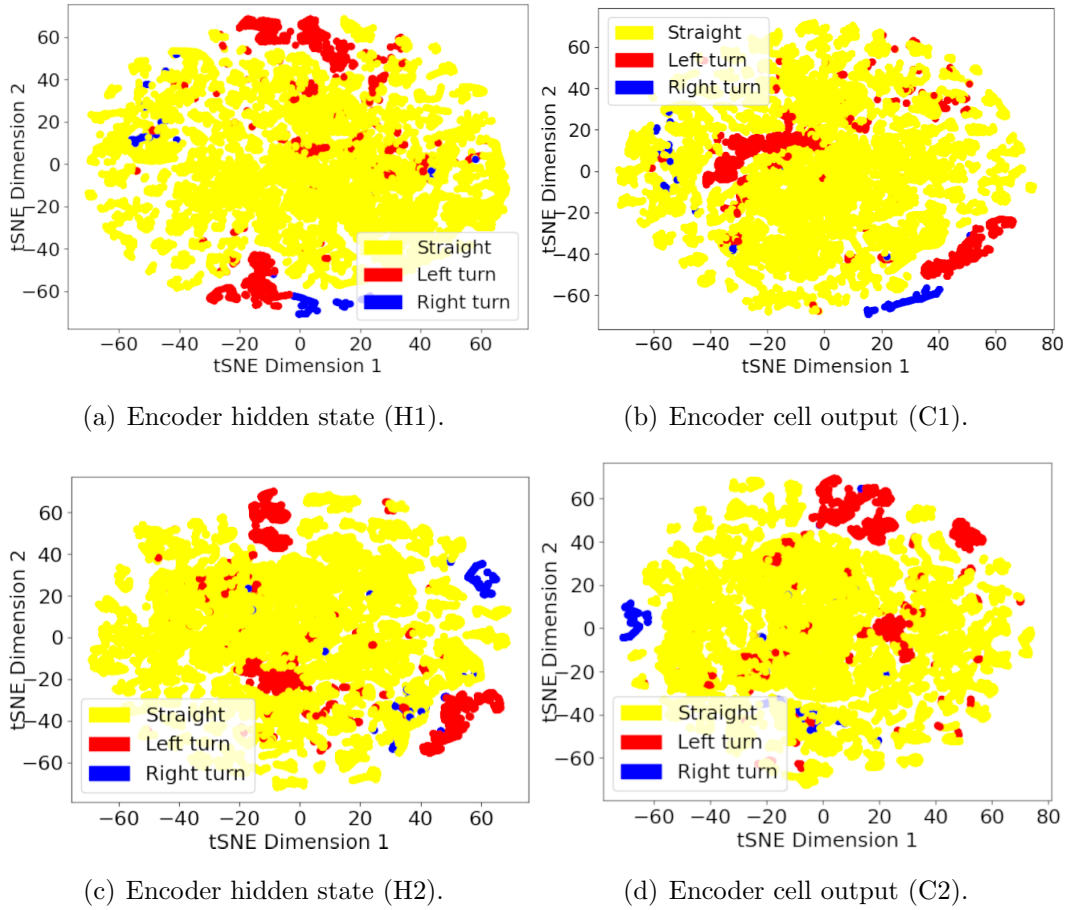 60
40
20
0
−20
−40
−60
tSNE Dimension 2
Straight
Left turn
Right turn
−60 −40 −20 0 20 40 60
tSNE Dimension 1
(a) Encoder hidden state (H1).
60
40
20
0
−20
−40
−60
tSNE Dimension 2
Straight
Left turn
Right turn
−60 −40 −20 0 20 40 60 80
tSNE Dimension 1
(b) Encoder cell output (C1).
60
40
20
0
−20
−40
−60
tSNE Dimension 2
Straight
Left turn
Right turn
−60 −40 −20 0 20 40 60
tSNE Dimension 1
(c) Encoder hidden state (H2).
60
40
20
0
−20
−40
−60
tSNE Dimension 2
Straight
Left turn
Right turn
−60 −40 −20 0 20 40 60 80
tSNE Dimension 1
(d) Encoder cell output (C2).